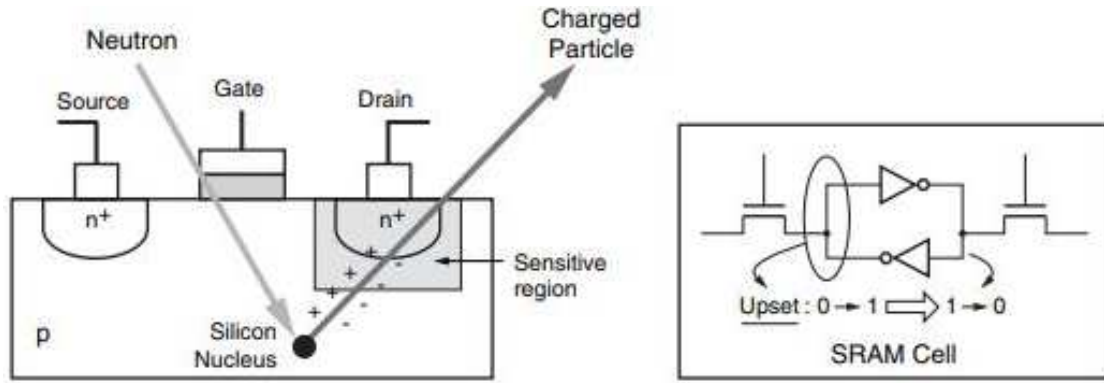 Neutron
Charged
Particle
Source
Gate
Drain
n+
n+
+ + + + +
- - - - -
Sensitive
region
Silicon
Nucleus
p
Upset : 0 → 1 ⇨ 1 → 0
SRAM Cell